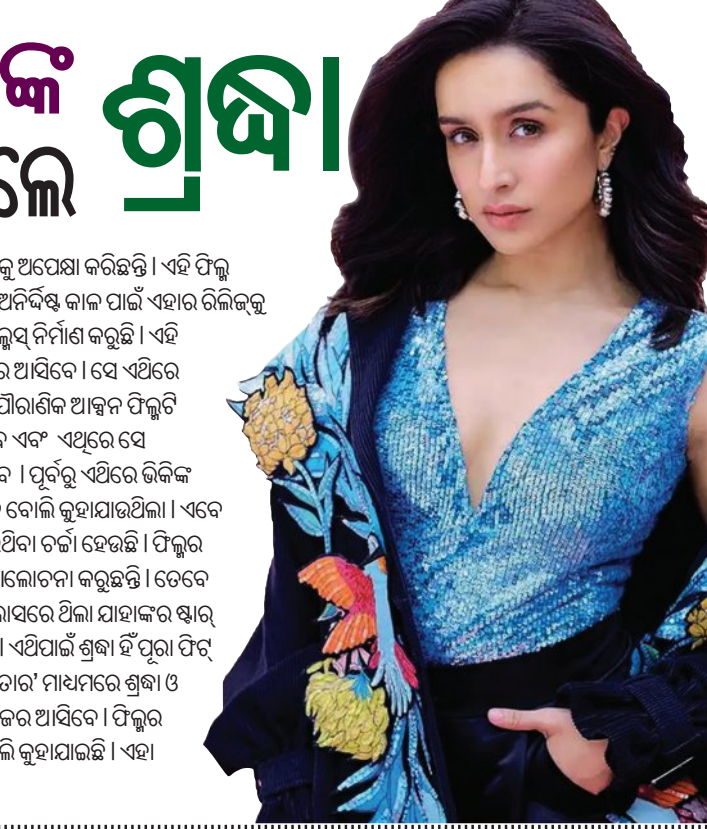 ଙ୍କ
ଲେ ଶ୍ରଦ୍ଧା
କୁ ଅପେକ୍ଷା କରିଛନ୍ତି । ଏହି ଫିଲ୍ମ
ଅନିର୍ଦ୍ଦିଷ୍ଟ କାଳ ପାଇଁ ଏହାର ରିଲିଜ୍‌କୁ
ଲ୍ମସ୍ ନିର୍ମାଣ କରୁଛି । ଏହି
ର ଆସିବେ । ସେ ଏଥିରେ
ପୌରାଣିକ ଆକ୍ସନ ଫିଲ୍ମଟି
ଏବଂ ଏଥିରେ ସେ
। ପୂର୍ବରୁ ଏଥିରେ ଭିକିଙ୍କ
ବୋଲି କୁହାଯାଉଥିଲା । ଏବେ
ଥିବା ଚର୍ଚ୍ଚା ହେଉଛି । ଫିଲ୍ମର
ାଲୋଚନା କରୁଛନ୍ତି । ତେବେ
ାସରେ ଥିଲା ଯାହାଙ୍କର ଷ୍ଟାର୍
। ଏଥିପାଇଁ ଶ୍ରଦ୍ଧା ହିଁ ପୂରା ଫିଟ୍
ତାର’ ମାଧ୍ୟମରେ ଶ୍ରଦ୍ଧା ଓ
ଜର ଆସିବେ । ଫିଲ୍ମର
ଲି କୁହାଯାଇଛି । ଏହା